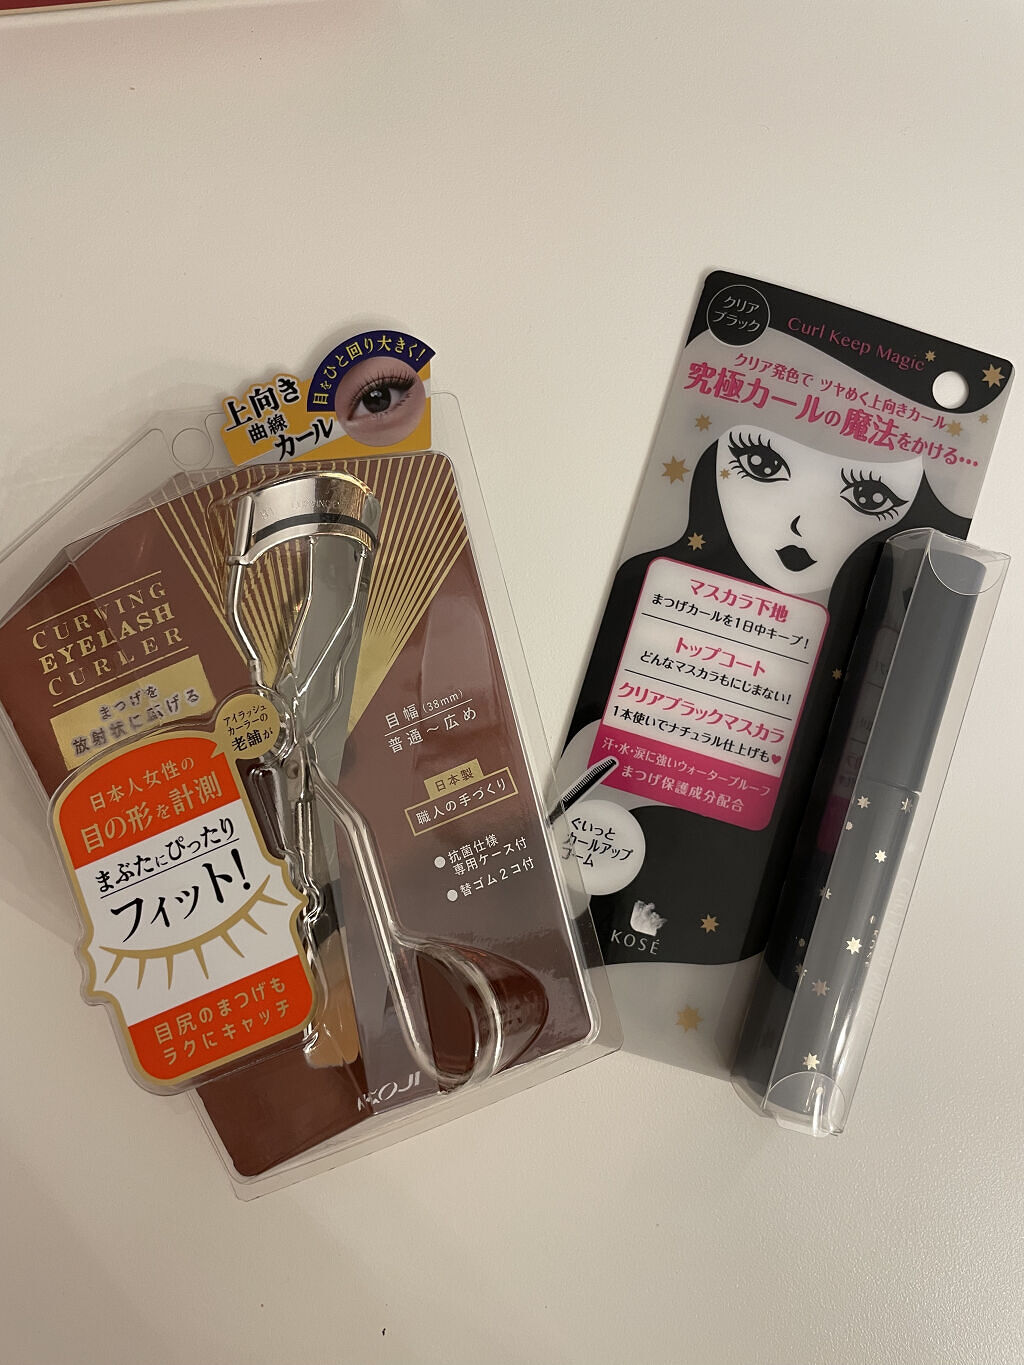 目をひと回り大きく!
上向き
曲線
カール
CURWING
EYELASH
CURLER
まつげを
放射状に広げる
アイラッシュ
カーラーの
老舗が
日本人女性の
目の形を計測
まぶたにぴったり
フィット!
目尻のまつげも
ラクにキャッチ
目幅(38mm)
普通〜広め
日本製
職人の手づくり
●抗菌仕様
専用ケース付
●替ゴム2コ付
クリア
ブラック
Curl Keep Magic
クリア発色で ツヤめく上向きカール
究極カールの魔法をかける…
マスカラ下地
まつげカールを1日中キープ!
トップコート
どんなマスカラもにじまない!
クリアブラックマスカラ
1本使いでナチュラル仕上げも♥
汗・水・涙に強いウォータープルーフ
まつげ保護成分配合
ぐいっと
カールアップ
コーム
KOSÉ